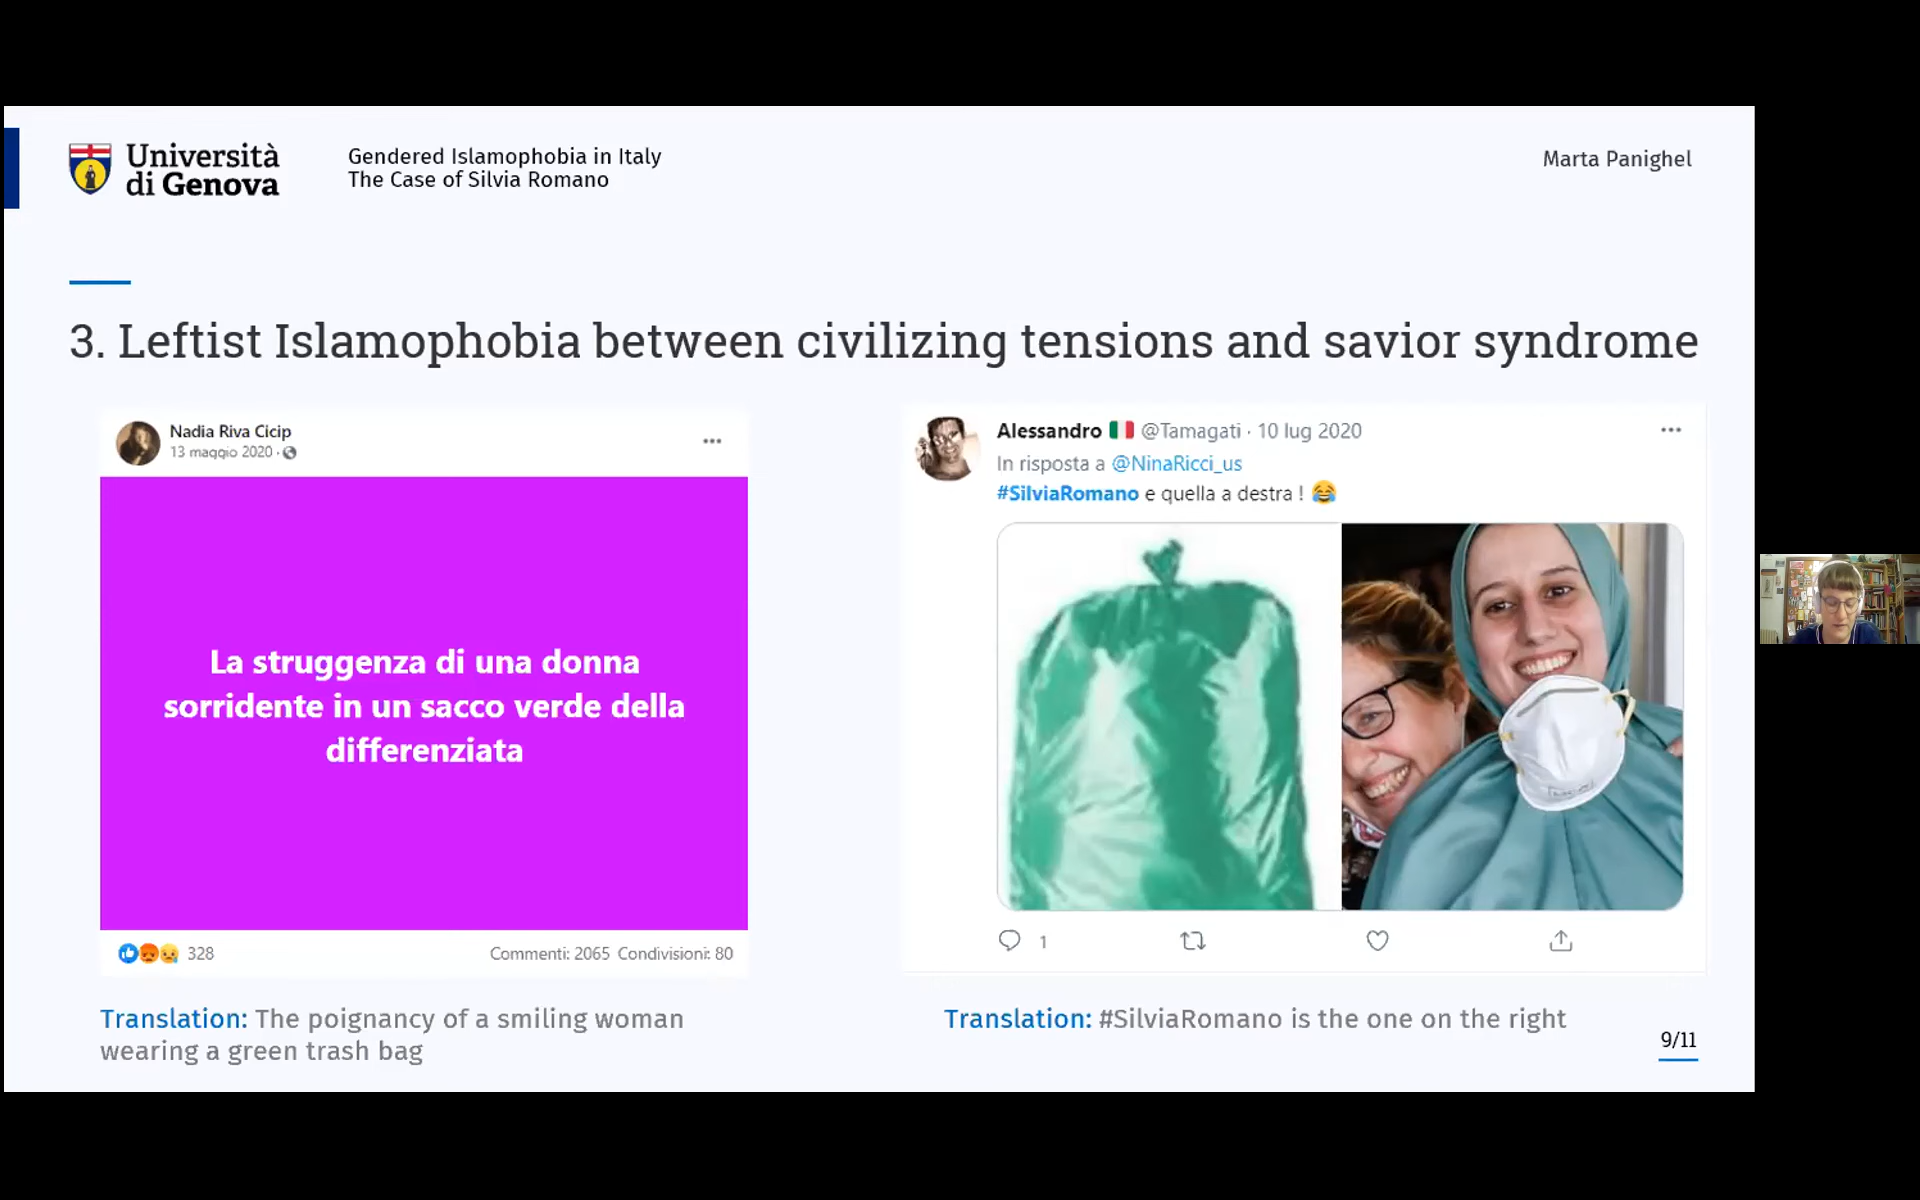 Università
di Genova
Gendered Islamophobia in Italy
The Case of Silvia Romano
Marta Panighel
3. Leftist Islamophobia between civilizing tensions and savior syndrome
Nadia Riva Cicip
13 maggio 2020
La struggenza di una donna
sorridente in un sacco verde della
differenziata
328
Commenti: 2065 Condivisioni: 80
Translation: The poignancy of a smiling woman
wearing a green trash bag
Alessandro 🇮🇹 @Tamagati · 10 lug 2020
In risposta a @NinaRicci_us
#SilviaRomano e quella a destra ! 😂
1
Translation: #SilviaRomano is the one on the right
9/11